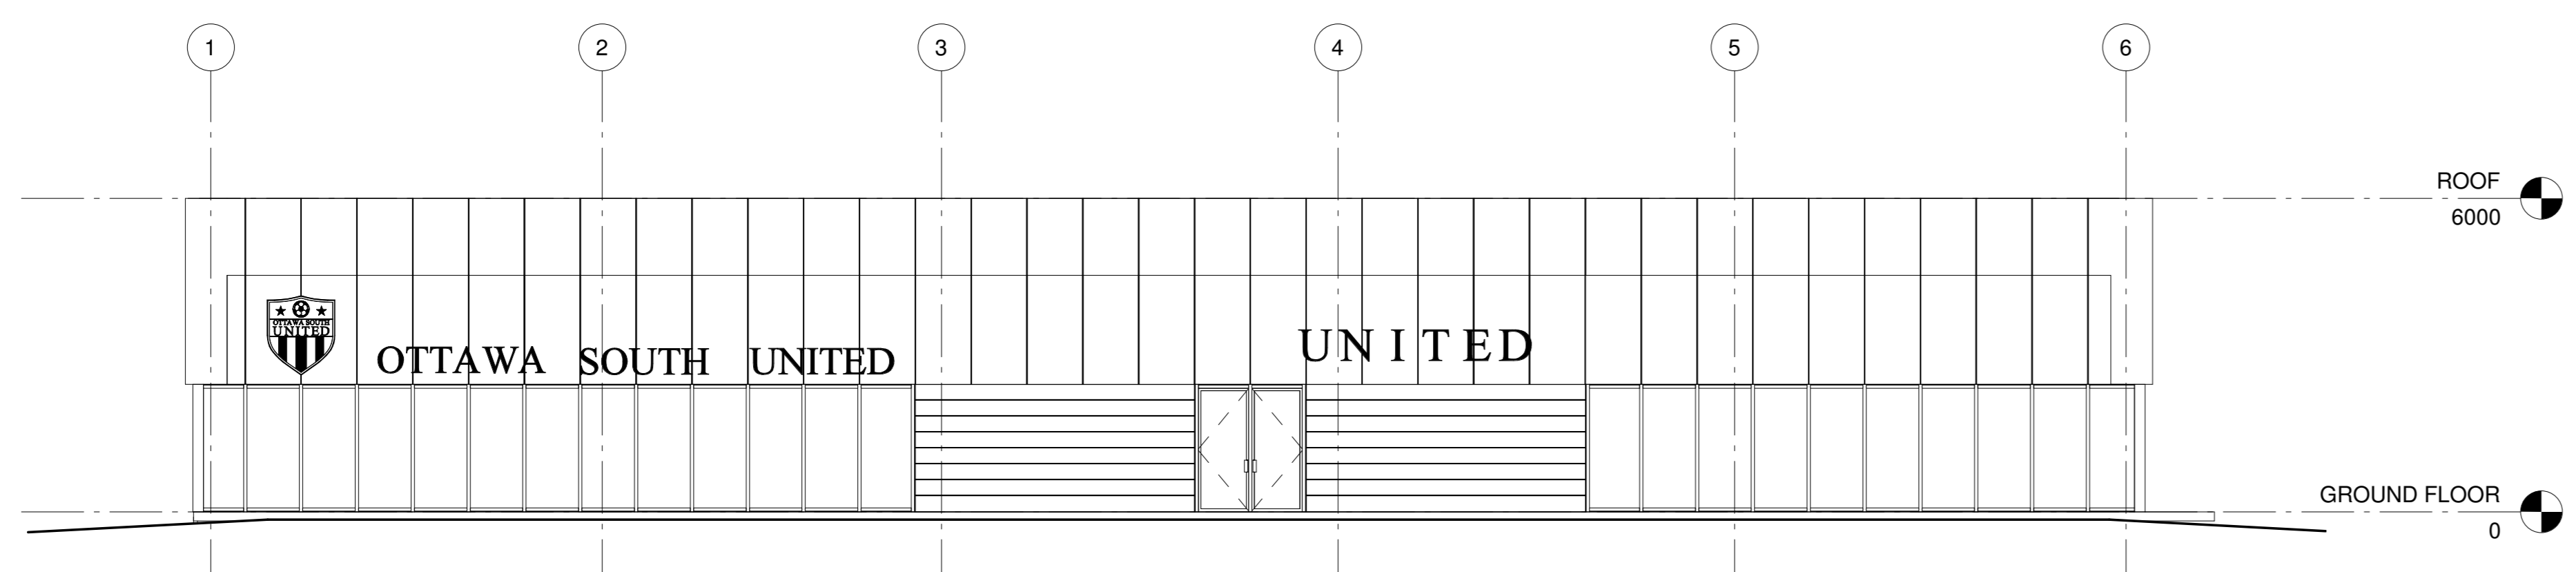 1 2 3 4 5 6
ROOF
6000
OTTAWA SOUTH
UNITED
OTTAWA SOUTH UNITED
UNITED
GROUND FLOOR
0